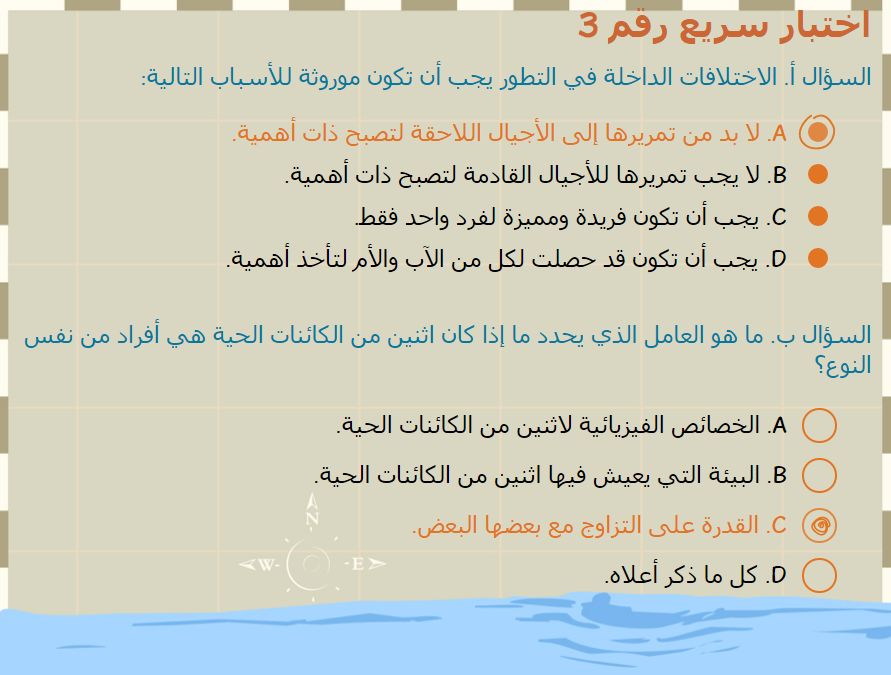 اختبار سريع رقم 3
السؤال أ. الاختلافات الداخلة في التطور يجب أن تكون موروثة للأسباب التالية:
A. لا بد من تمريرها إلى الأجيال اللاحقة لتصبح ذات أهمية.
B. لا يجب تمريرها للأجيال القادمة لتصبح ذات أهمية.
C. يجب أن تكون فريدة ومميزة لفرد واحد فقط.
D. يجب أن تكون قد حصلت لكل من الآب والأم لتأخذ أهمية.
السؤال ب. ما هو العامل الذي يحدد ما إذا كان اثنين من الكائنات الحية هي أفراد من نفس
النوع؟
A. الخصائص الفيزيائية لاثنين من الكائنات الحية.
B. البيئة التي يعيش فيها اثنين من الكائنات الحية.
C. القدرة على التزاوج مع بعضها البعض.
D. كل ما ذكر أعلاه.
N
W
E